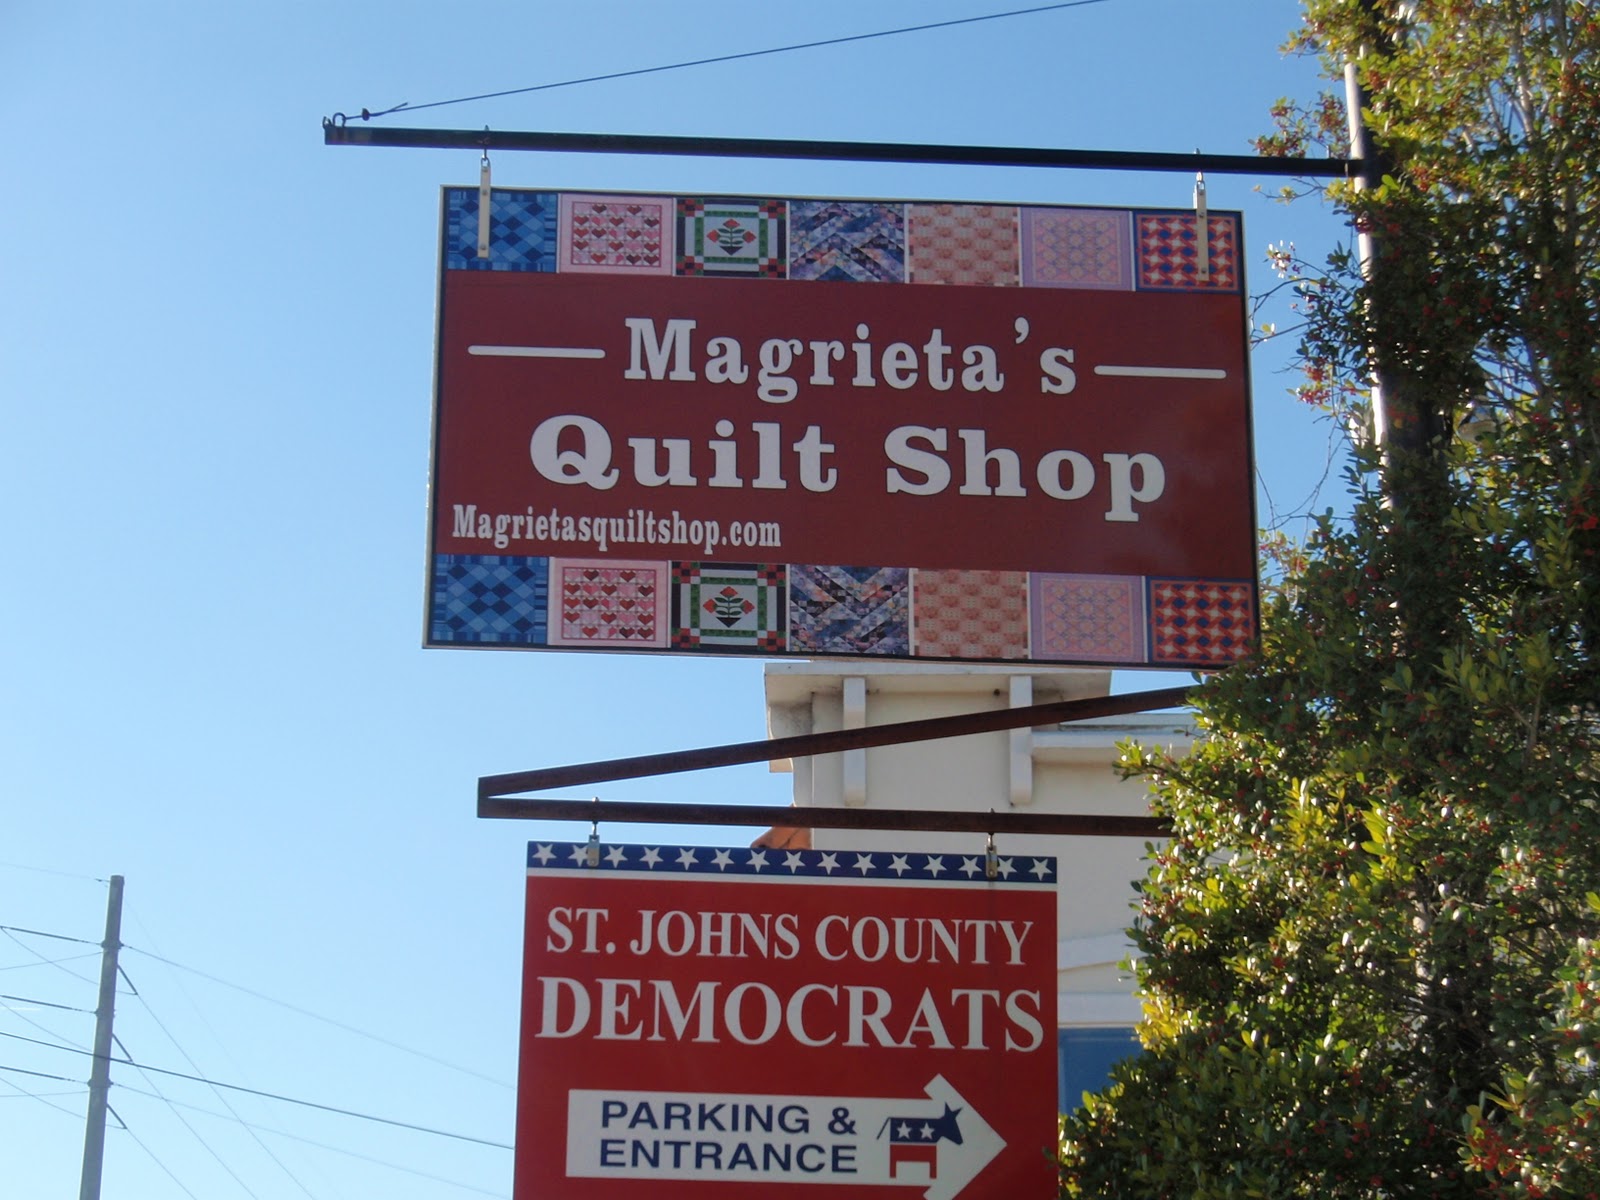 Magrieta's
Quilt Shop
Magrietasquiltshop.com
ST. JOHNS COUNTY
DEMOCRATS
PARKING &
ENTRANCE